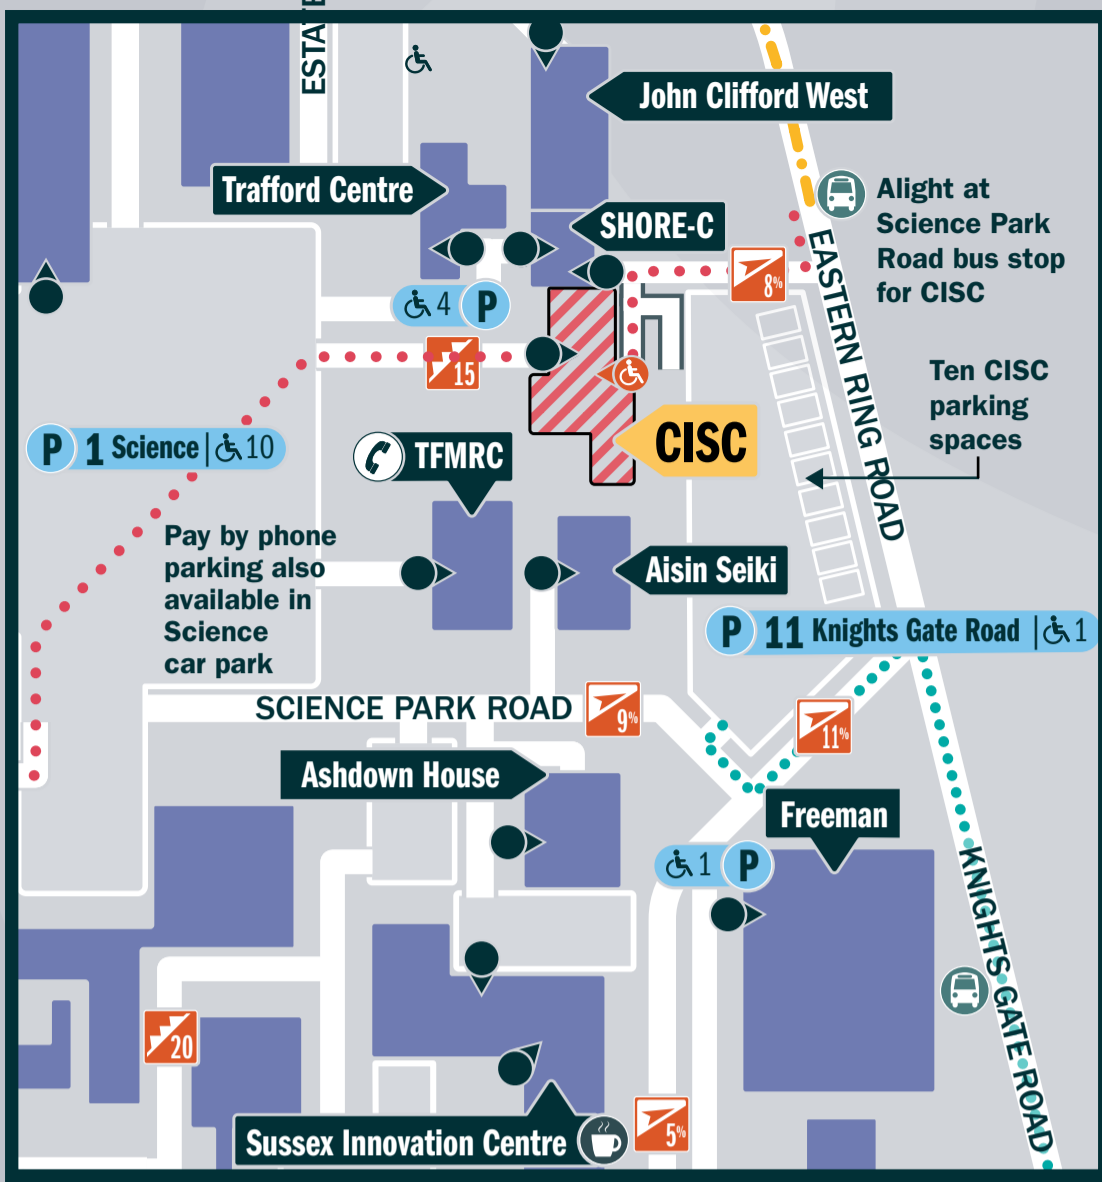 ESTATE
John Clifford West
Trafford Centre
SHORE-C
Alight at
Science Park
Road bus stop
for CISC
8%
4 P
EASTERN RING ROAD
15
Ten CISC
parking
spaces
P 1 Science | 10
TFMRC
CISC
Pay by phone
parking also
available in
Science
car park
Aisin Seiki
P 11 Knights Gate Road | 1
SCIENCE PARK ROAD
9%
11%
Ashdown House
Freeman
1 P
KNIGHTS GATE ROAD
20
Sussex Innovation Centre
5%